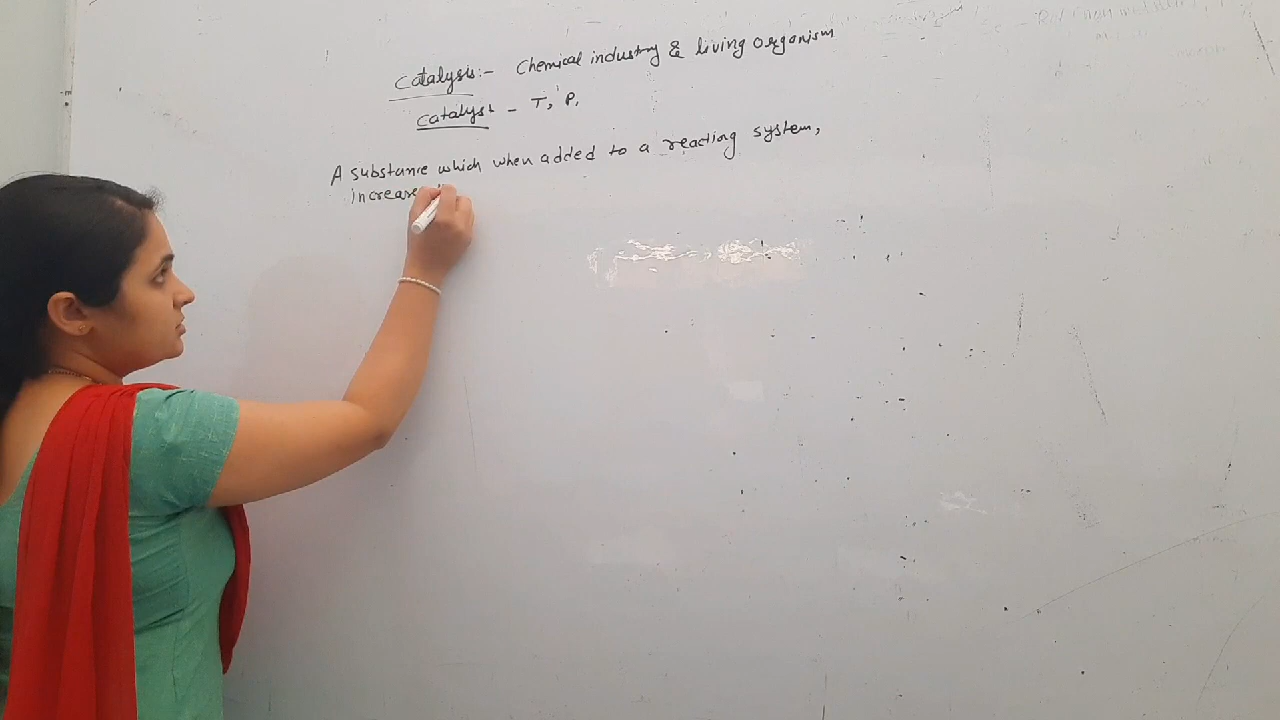 Catalysis:- Chemical industry & living organism
Catalyst - T, P,
A substance which when added to a reacting system,
increase